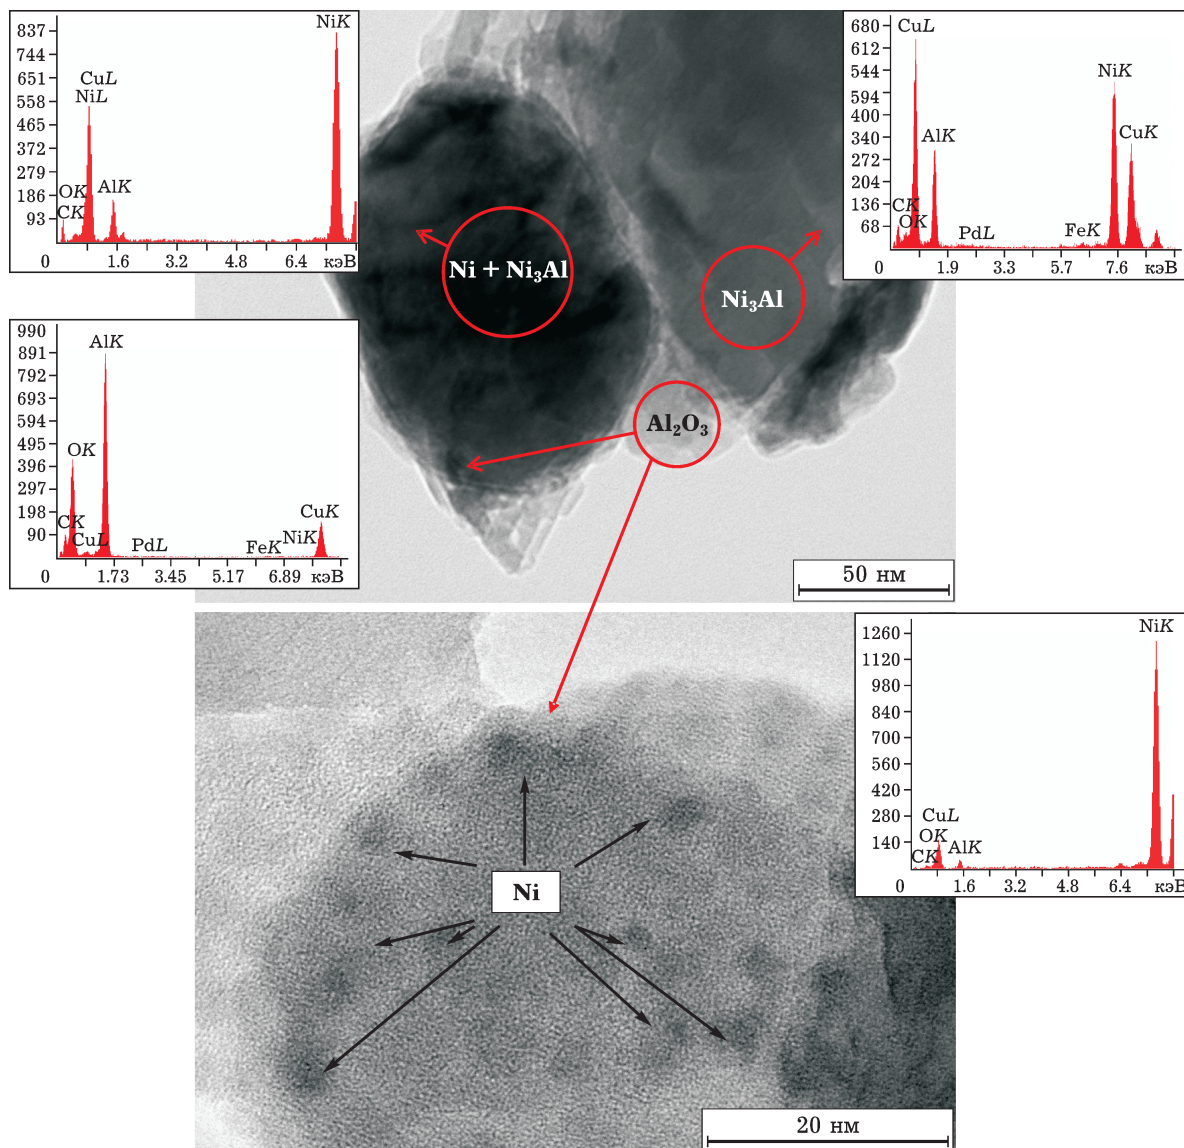 837
744
651
558
465
372
279
186
93
NiK
CuL
NiL
OK
CK
AlK
0 1.6 3.2 4.8 6.4 кэВ
680
612
544
594
400
340
272
204
136
68
CuL
AlK
CK
OK
PdL
FeK
NiK
CuK
0 1.9 3.3 5.7 7.6 кэВ
Ni + Ni₃Al
Ni₃Al
Al₂O₃
990
891
792
693
594
495
396
297
198
90
AlK
OK
CK
CuL
PdL
FeK
NiK
CuK
0 1.73 3.45 5.17 6.89 кэВ
50 нм
1260
1120
980
840
700
560
420
280
140
NiK
CuL
OK
CK
AlK
0 1.6 3.2 4.8 6.4 кэВ
Ni
20 нм